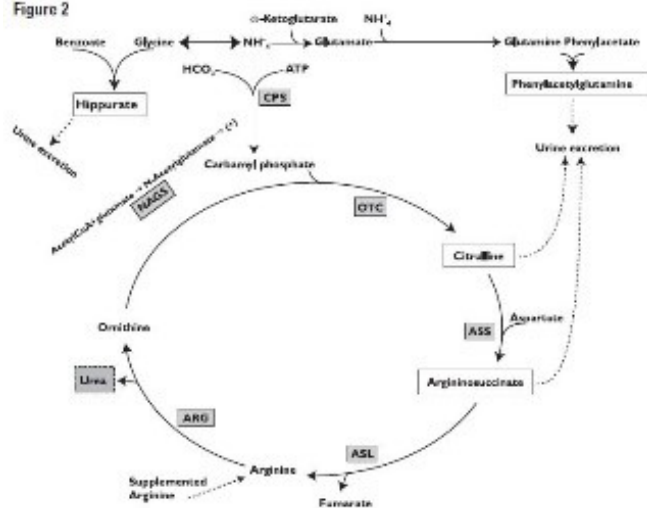 Figure 2
α-Ketoglutarate NH⁺₄
Benzoate Glycine NH⁺₄ Glutamate Glutamine Phenylacetate
HCO₃ ATP
CPS
Hippurate
Phenylacetylglutamine
Urine excretion
Urine excretion
AcetylCoA+glutamate → N-Acetylglutamate → (+)
NAGS
Carbamyl phosphate
OTC
Citrulline
Ornithine
ASS
Aspartate
Urea
Argininosuccinate
ARG
ASL
Arginine
Supplemented
Arginine
Fumarate